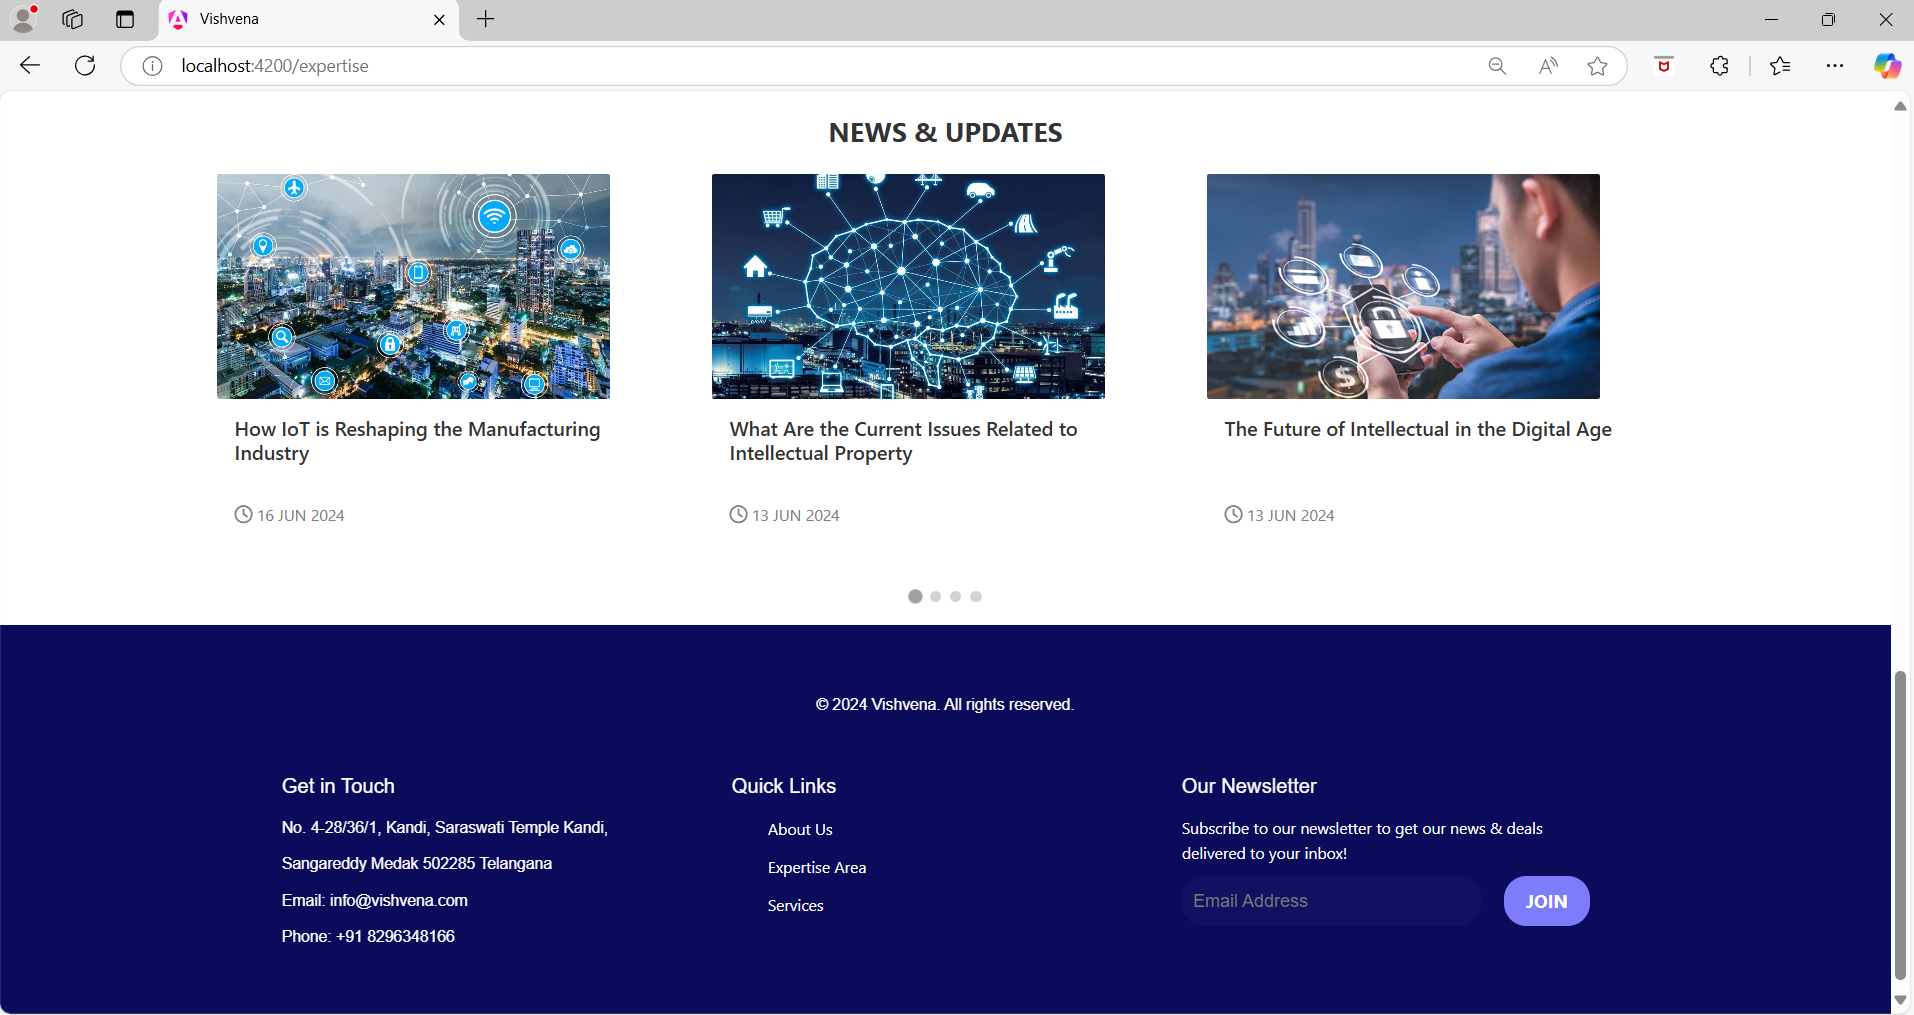 Vishvena
localhost:4200/expertise
NEWS & UPDATES
How IoT is Reshaping the Manufacturing
Industry
16 JUN 2024
What Are the Current Issues Related to
Intellectual Property
13 JUN 2024
The Future of Intellectual in the Digital Age
13 JUN 2024
© 2024 Vishvena. All rights reserved.
Get in Touch
No. 4-28/36/1, Kandi, Saraswati Temple Kandi,
Sangareddy Medak 502285 Telangana
Email: info@vishvena.com
Phone: +91 8296348166
Quick Links
About Us
Expertise Area
Services
Our Newsletter
Subscribe to our newsletter to get our news & deals
delivered to your inbox!
Email Address
JOIN